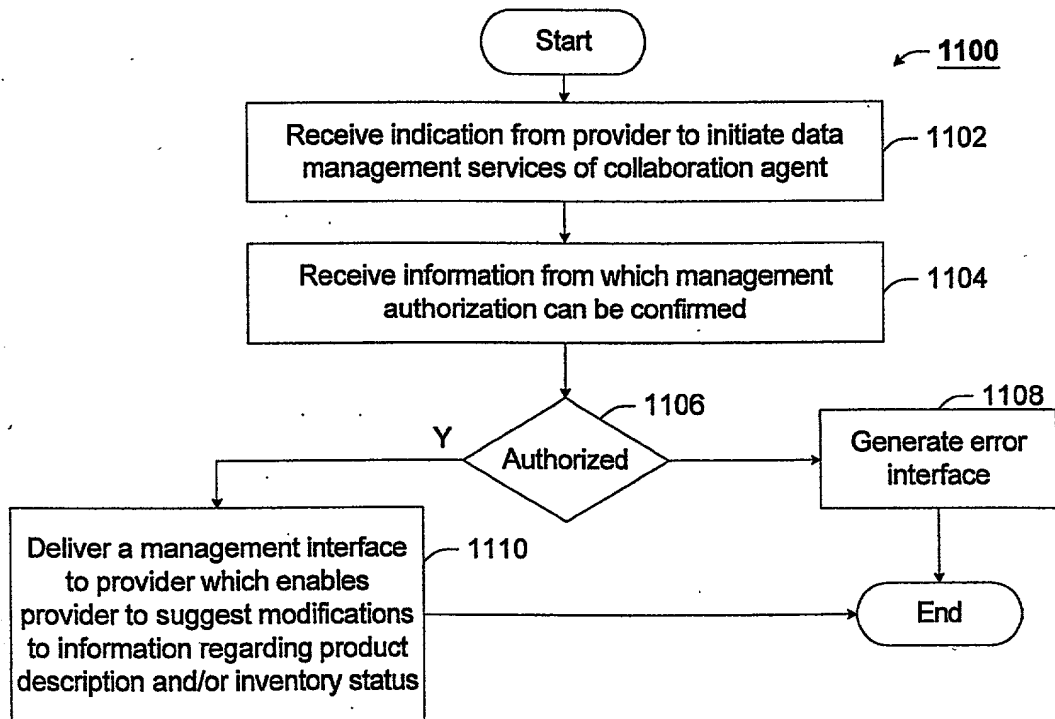 Start
1100
Receive indication from provider to initiate data
management services of collaboration agent
1102
Receive information from which management
authorization can be confirmed
1104
1106
Y
Authorized
1108
Generate error
interface
Deliver a management interface
to provider which enables
provider to suggest modifications
to information regarding product
description and/or inventory status
1110
End